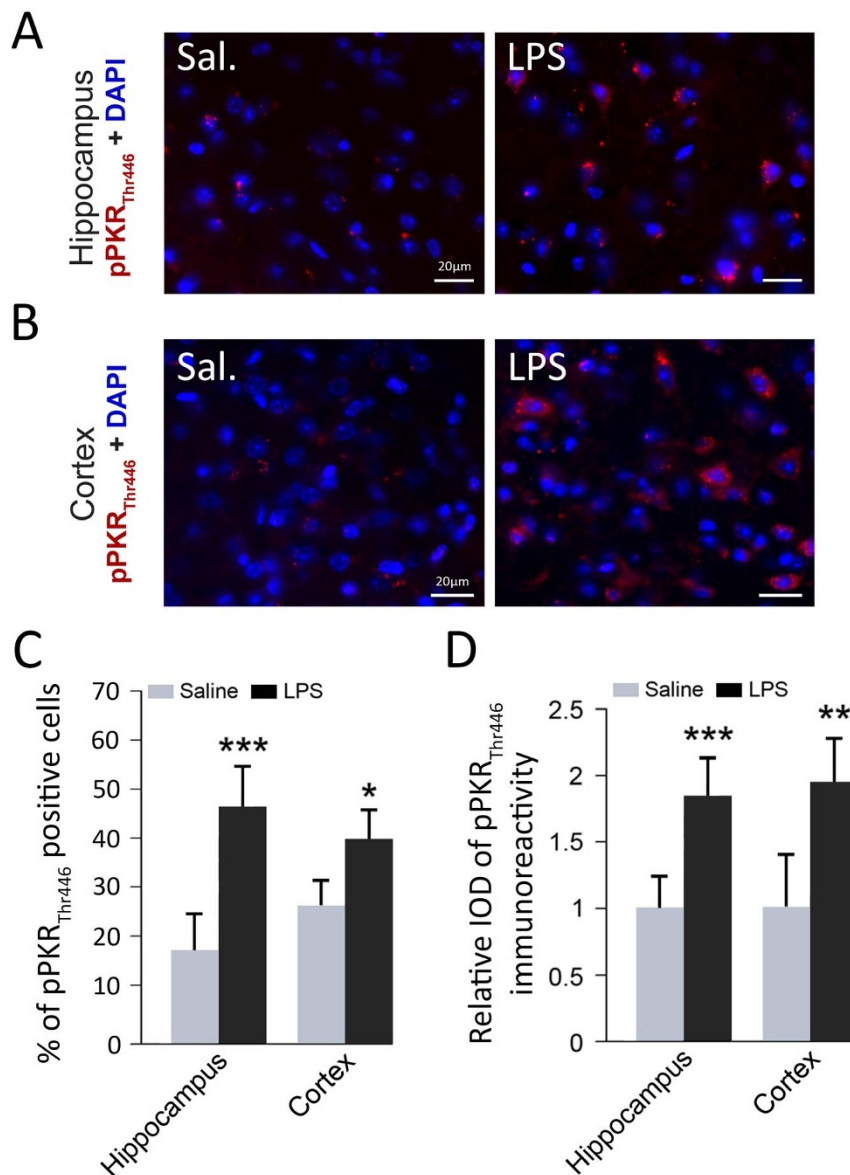 A
Hippocampus
pPKRThr446 + DAPI
Sal.
20µm
LPS
B
Cortex
pPKRThr446 + DAPI
Sal.
20µm
LPS
C
Saline LPS
% of pPKRThr446 positive cells
70
60
50
40
30
20
10
0
***
*
Hippocampus
Cortex
D
Saline LPS
Relative IOD of pPKRThr446
immunoreactivity
2.5
2
1.5
1
0.5
0
***
**
Hippocampus
Cortex